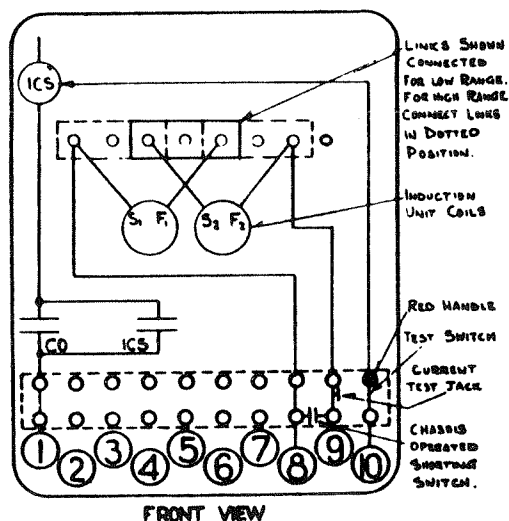 LINKS SHOWN
CONNECTED
FOR LOW RANGE.
FOR HIGH RANGE
CONNECT LINKS
IN DOTTED
POSITION.
ICS
S1 F1
S2 F2
INDUCTION
UNIT COILS
RED HANDLE
TEST SWITCH
CO
ICS
CURRENT
TEST JACK
CHASSIS
OPERATED
SHORTING
SWITCH.
1 2 3 4 5 6 7 8 9 10
FRONT VIEW